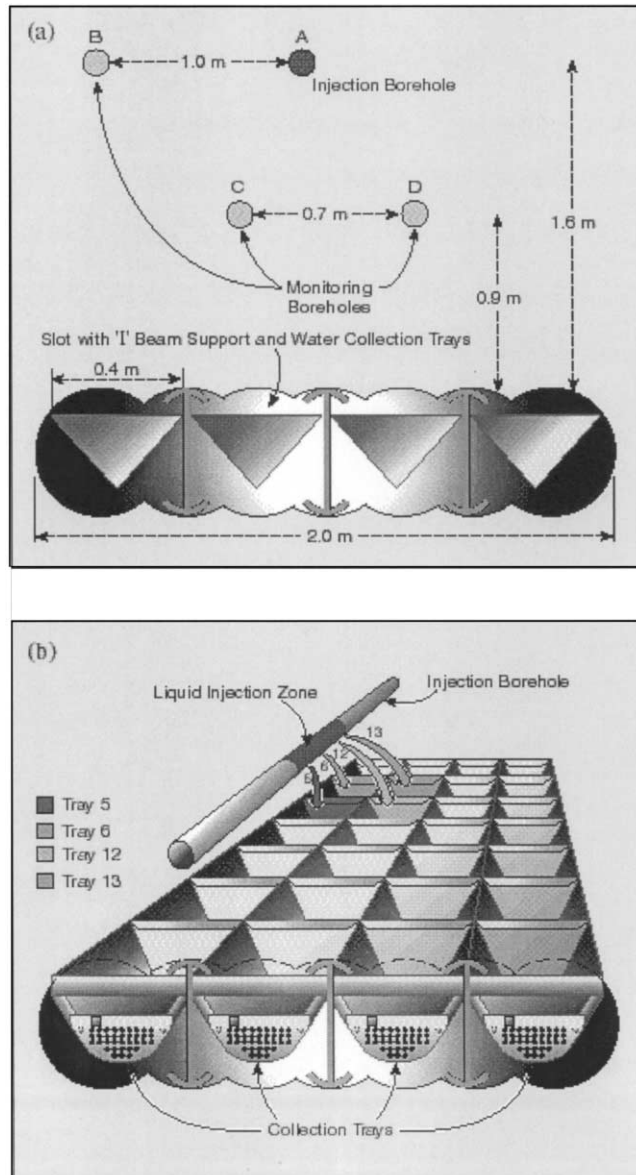 (a)
B
A
1.0 m
Injection Borehole
C
D
0.7 m
1.6 m
Monitoring
Boreholes
0.9 m
Slot with 'I' Beam Support and Water Collection Trays
0.4 m
2.0 m
(b)
Liquid Injection Zone
Injection Borehole
13
12
6
5
Tray 5
Tray 6
Tray 12
Tray 13
Collection Trays